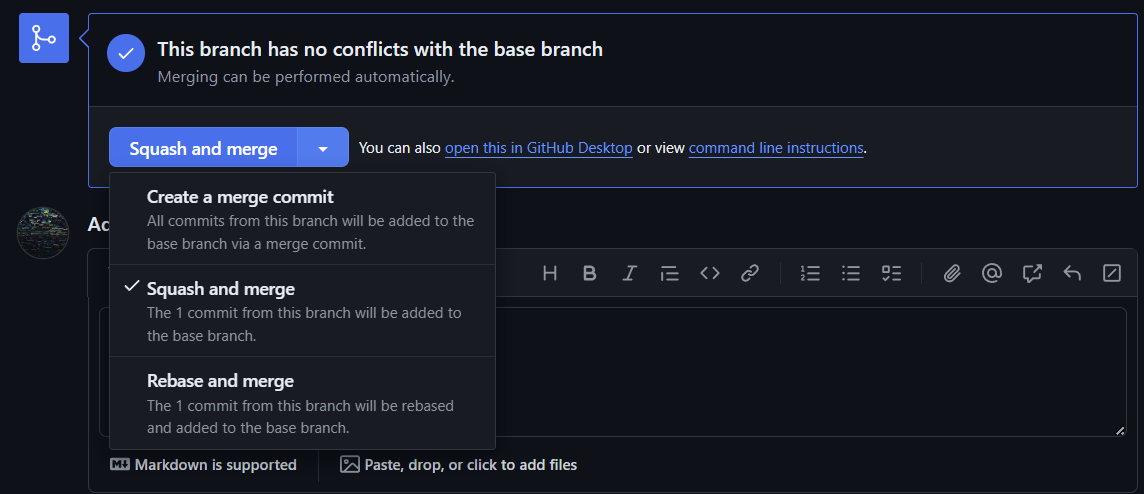 This branch has no conflicts with the base branch
Merging can be performed automatically.
Squash and merge
You can also open this in GitHub Desktop or view command line instructions.
Create a merge commit
All commits from this branch will be added to the
base branch via a merge commit.
Squash and merge
The 1 commit from this branch will be added to
the base branch.
Rebase and merge
The 1 commit from this branch will be rebased
and added to the base branch.
Markdown is supported
Paste, drop, or click to add files